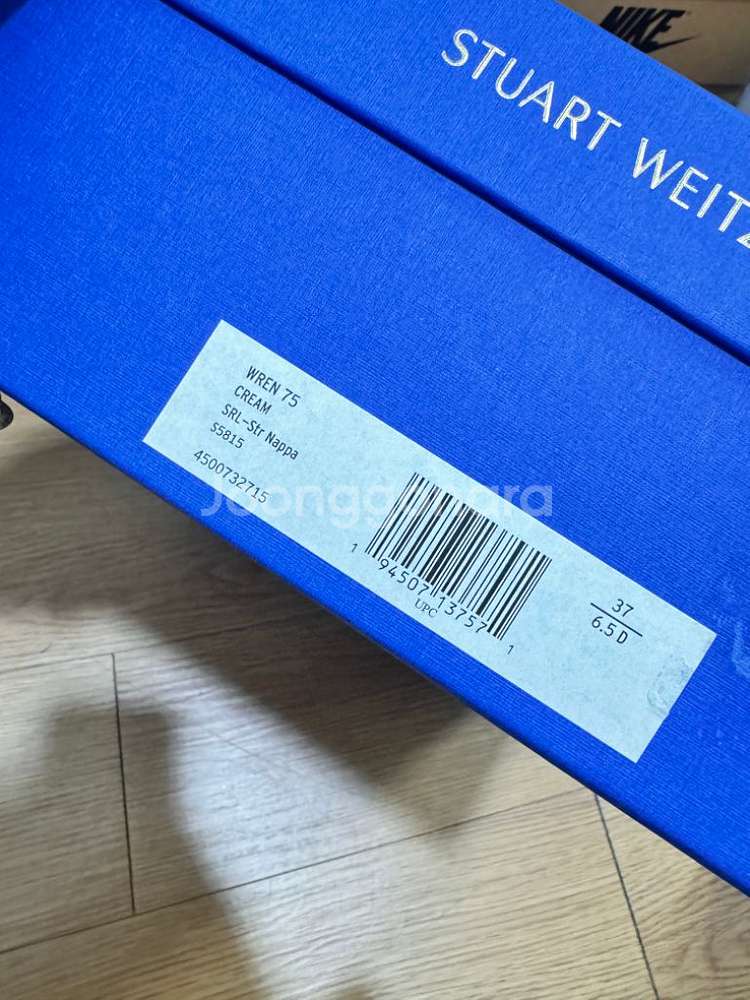 NIKE
STUART WEITZ
WREN 75
CREAM
SRL-Str Nappa
S5815
4500732715
Joonggonara
1 94507 13757 1
UPC
37
6.5 D